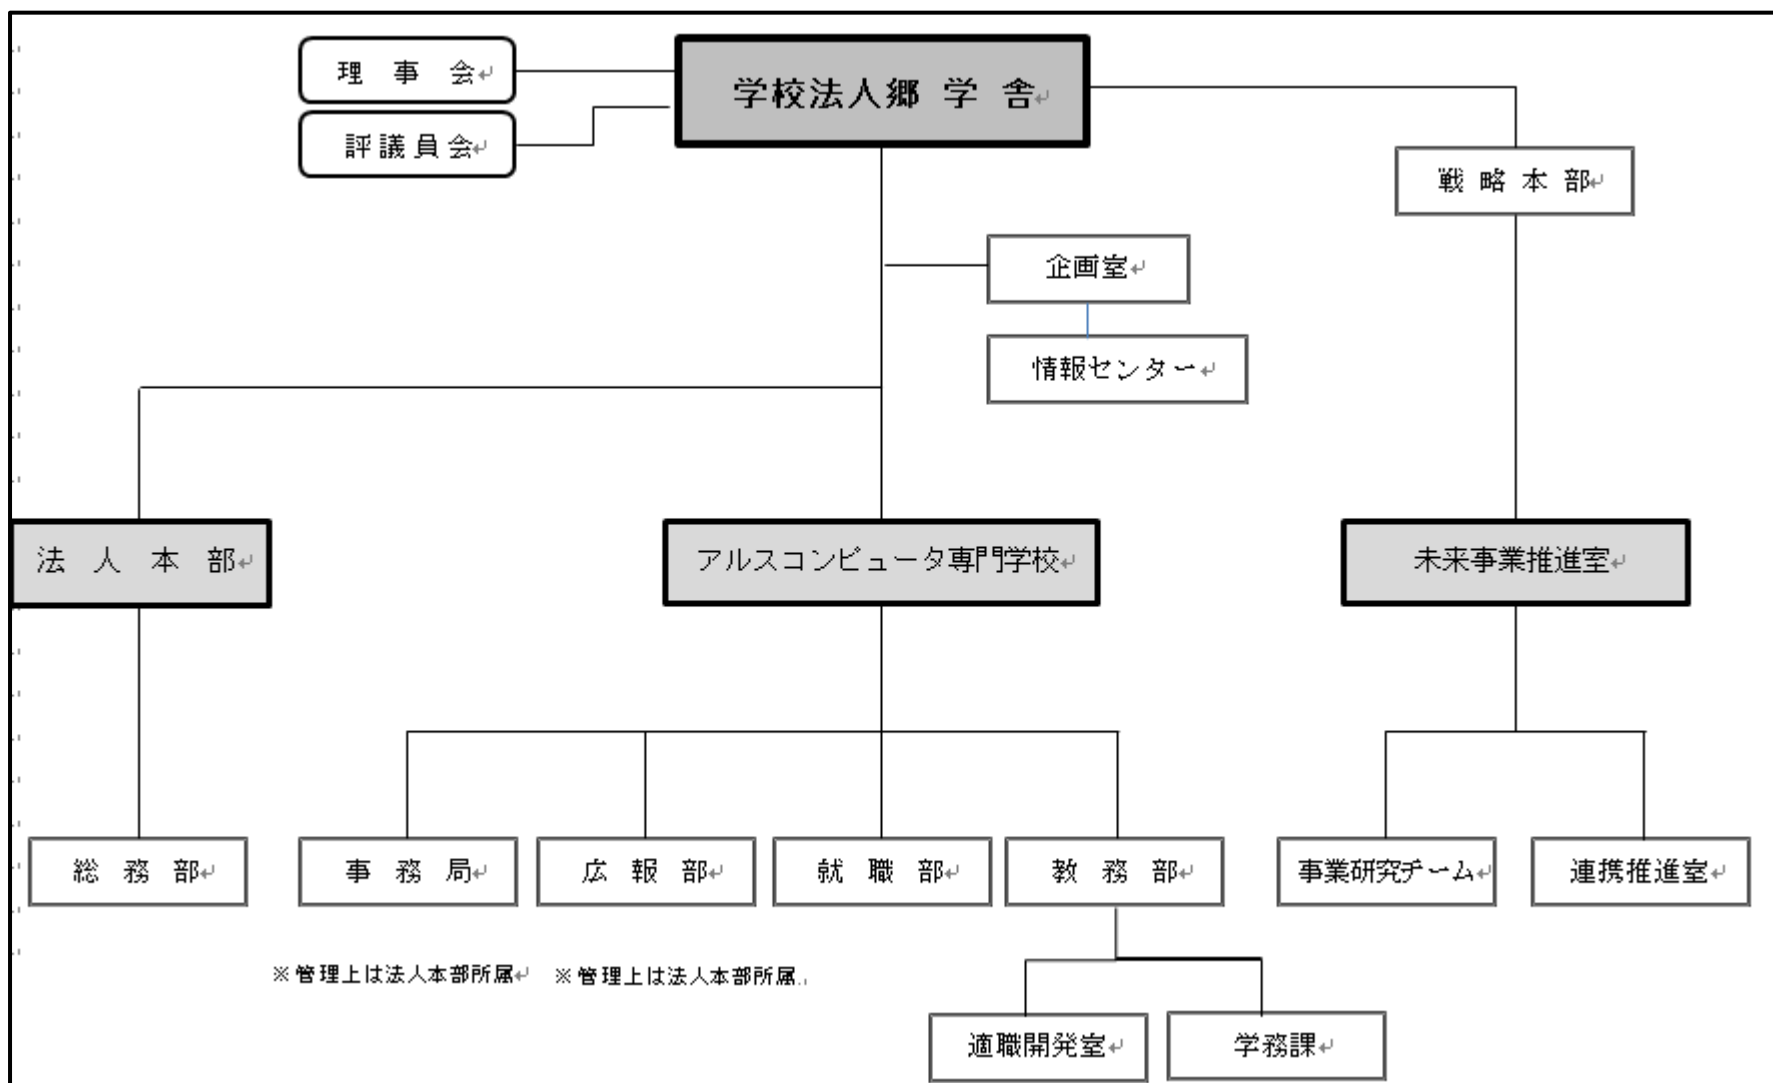 理事会
学校法人郷学舎
評議員会
戦略本部
企画室
情報センター
法人本部
アルスコンピュータ専門学校
未来事業推進室
総務部
事務局
広報部
就職部
教務部
事業研究チーム
連携推進室
※管理上は法人本部所属
※管理上は法人本部所属
適職開発室
学務課